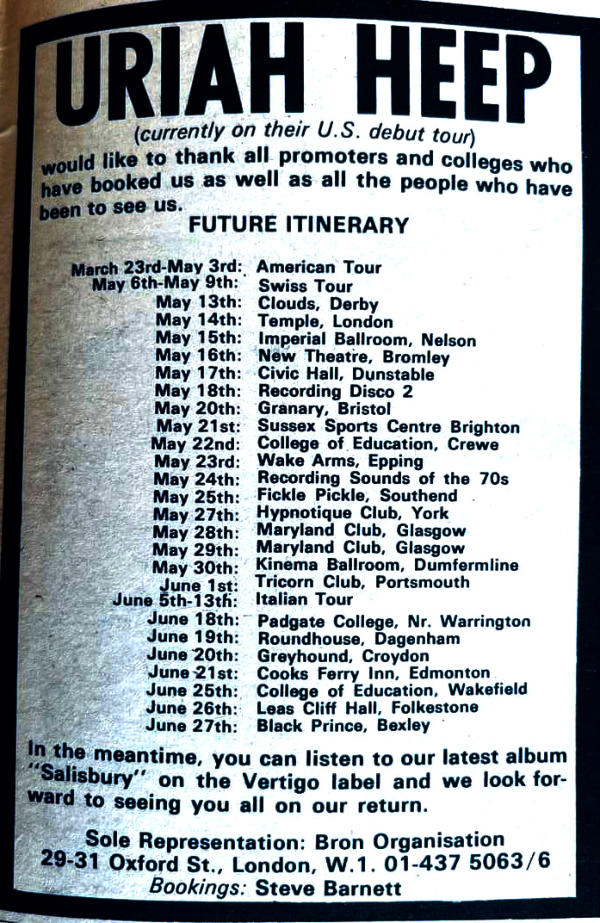 URIAH HEEP
(currently on their U.S. debut tour)
would like to thank all promoters and colleges who
have booked us as well as all the people who have
been to see us.
FUTURE ITINERARY
March 23rd-May 3rd: American Tour
May 6th-May 9th: Swiss Tour
May 13th: Clouds, Derby
May 14th: Temple, London
May 15th: Imperial Ballroom, Nelson
May 16th: New Theatre, Bromley
May 17th: Civic Hall, Dunstable
May 18th: Recording Disco 2
May 20th: Granary, Bristol
May 21st: Sussex Sports Centre Brighton
May 22nd: College of Education, Crewe
May 23rd: Wake Arms, Epping
May 24th: Recording Sounds of the 70s
May 25th: Fickle Pickle, Southend
May 27th: Hypnotique Club, York
May 28th: Maryland Club, Glasgow
May 29th: Maryland Club, Glasgow
May 30th: Kinema Ballroom, Dumfermline
June 1st: Tricorn Club, Portsmouth
June 5th-13th: Italian Tour
June 18th: Padgate College, Nr. Warrington
June 19th: Roundhouse, Dagenham
June 20th: Greyhound, Croydon
June 21st: Cooks Ferry Inn, Edmonton
June 25th: College of Education, Wakefield
June 26th: Leas Cliff Hall, Folkestone
June 27th: Black Prince, Bexley
In the meantime, you can listen to our latest album
"Salisbury" on the Vertigo label and we look for-
ward to seeing you all on our return.
Sole Representation: Bron Organisation
29-31 Oxford St., London, W.1. 01-437 5063/6
Bookings: Steve Barnett